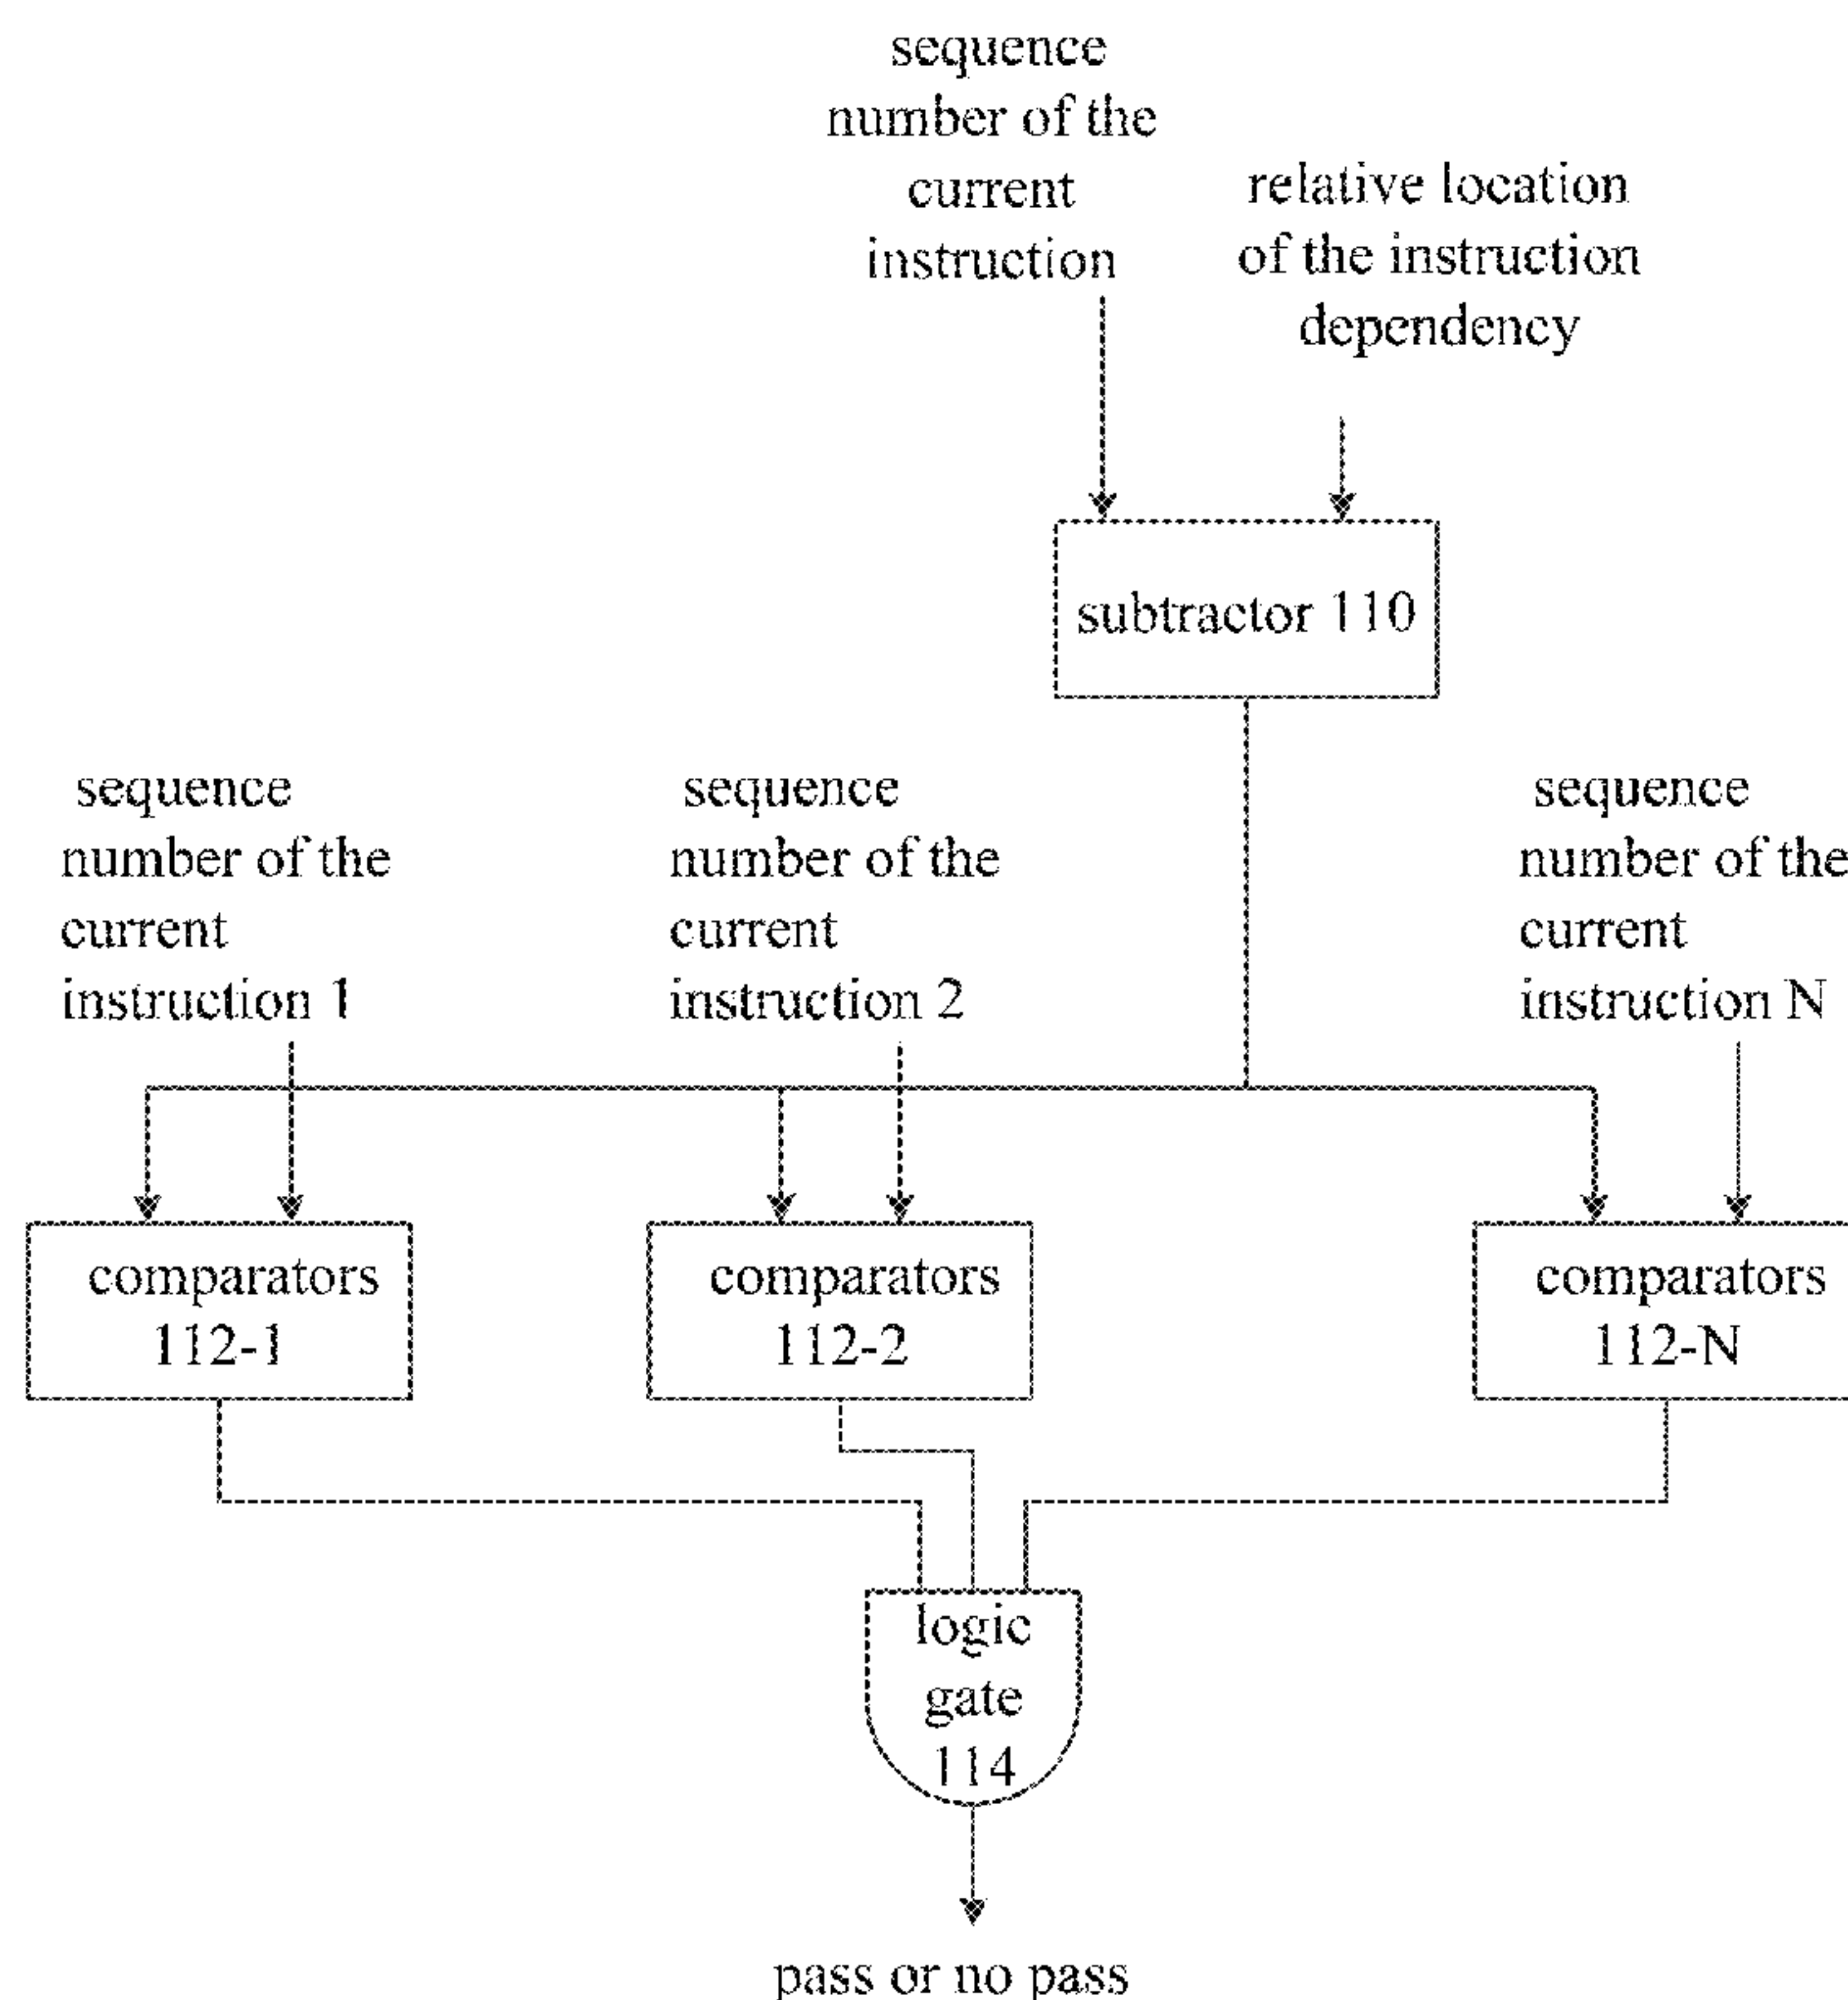 sequence
number of the
current
instruction
relative location
of the instruction
dependency
subtractor 110
sequence
number of the
current
instruction 1
sequence
number of the
current
instruction 2
sequence
number of the
current
instruction N
comparators
112-1
comparators
112-2
comparators
112-N
logic
gate
114
pass or no pass